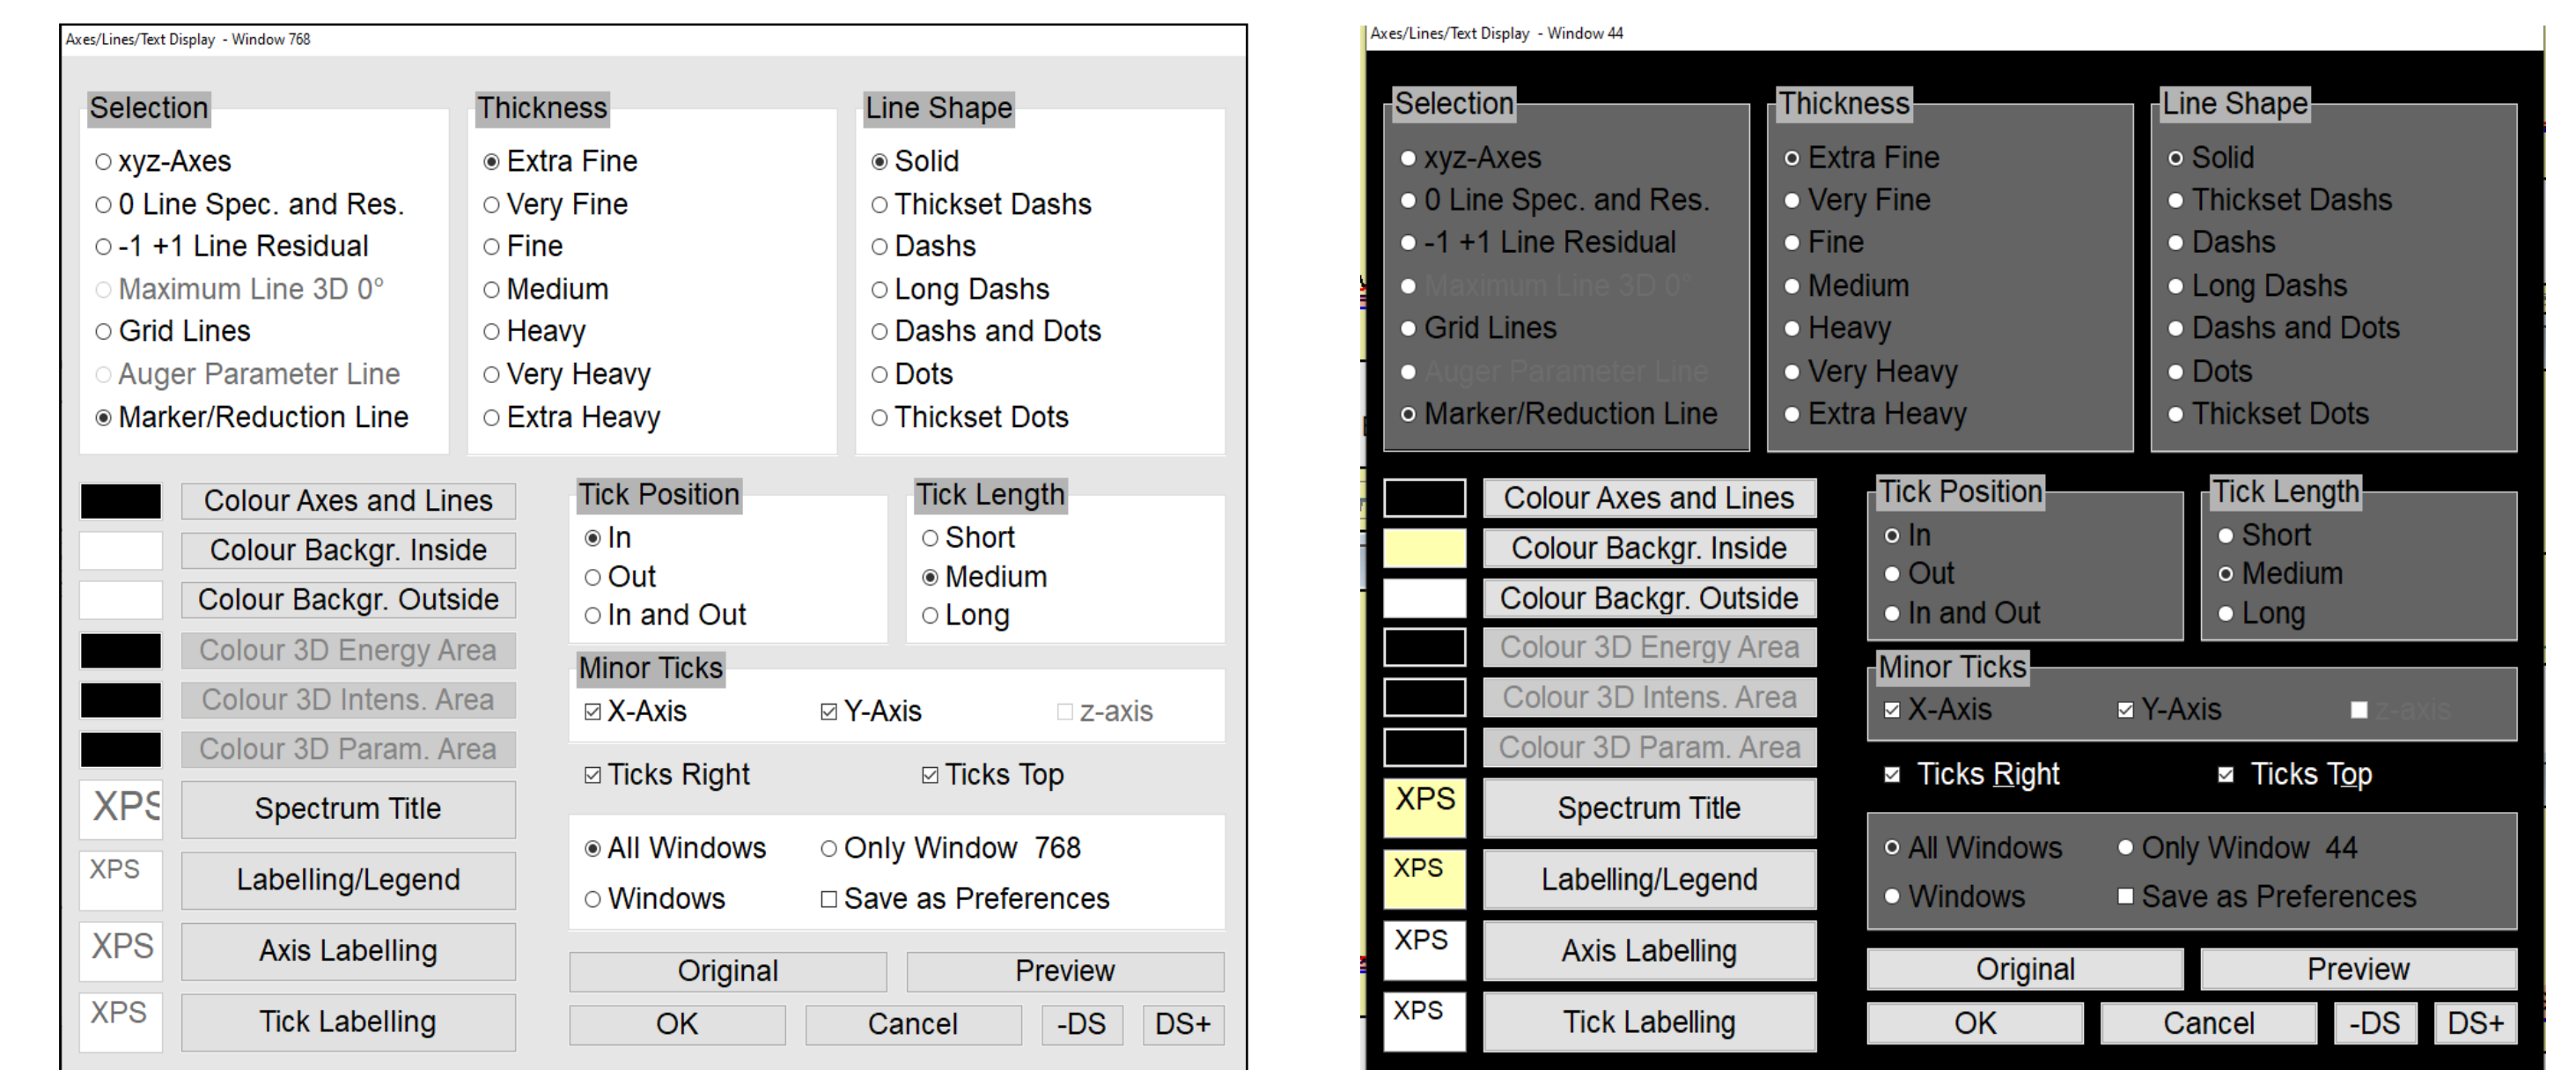 Axes/Lines/Text Display - Window 768
Selection
xyz-Axes
0 Line Spec. and Res.
-1 +1 Line Residual
Maximum Line 3D 0°
Grid Lines
Auger Parameter Line
Marker/Reduction Line
Thickness
Extra Fine
Very Fine
Fine
Medium
Heavy
Very Heavy
Extra Heavy
Line Shape
Solid
Thickset Dashs
Dashs
Long Dashs
Dashs and Dots
Dots
Thickset Dots
Colour Axes and Lines
Colour Backgr. Inside
Colour Backgr. Outside
Colour 3D Energy Area
Colour 3D Intens. Area
Colour 3D Param. Area
XPS Spectrum Title
XPS Labelling/Legend
XPS Axis Labelling
XPS Tick Labelling
Tick Position
In
Out
In and Out
Tick Length
Short
Medium
Long
Minor Ticks
X-Axis Y-Axis z-axis
Ticks Right Ticks Top
All Windows Only Window 768
Windows Save as Preferences
Original Preview
OK Cancel -DS DS+
Axes/Lines/Text Display - Window 44
Selection
xyz-Axes
0 Line Spec. and Res.
-1 +1 Line Residual
Maximum Line 3D 0°
Grid Lines
Auger Parameter Line
Marker/Reduction Line
Thickness
Extra Fine
Very Fine
Fine
Medium
Heavy
Very Heavy
Extra Heavy
Line Shape
Solid
Thickset Dashs
Dashs
Long Dashs
Dashs and Dots
Dots
Thickset Dots
Colour Axes and Lines
Colour Backgr. Inside
Colour Backgr. Outside
Colour 3D Energy Area
Colour 3D Intens. Area
Colour 3D Param. Area
XPS Spectrum Title
XPS Labelling/Legend
XPS Axis Labelling
XPS Tick Labelling
Tick Position
In
Out
In and Out
Tick Length
Short
Medium
Long
Minor Ticks
X-Axis Y-Axis z-axis
Ticks Right Ticks Top
All Windows Only Window 44
Windows Save as Preferences
Original Preview
OK Cancel -DS DS+